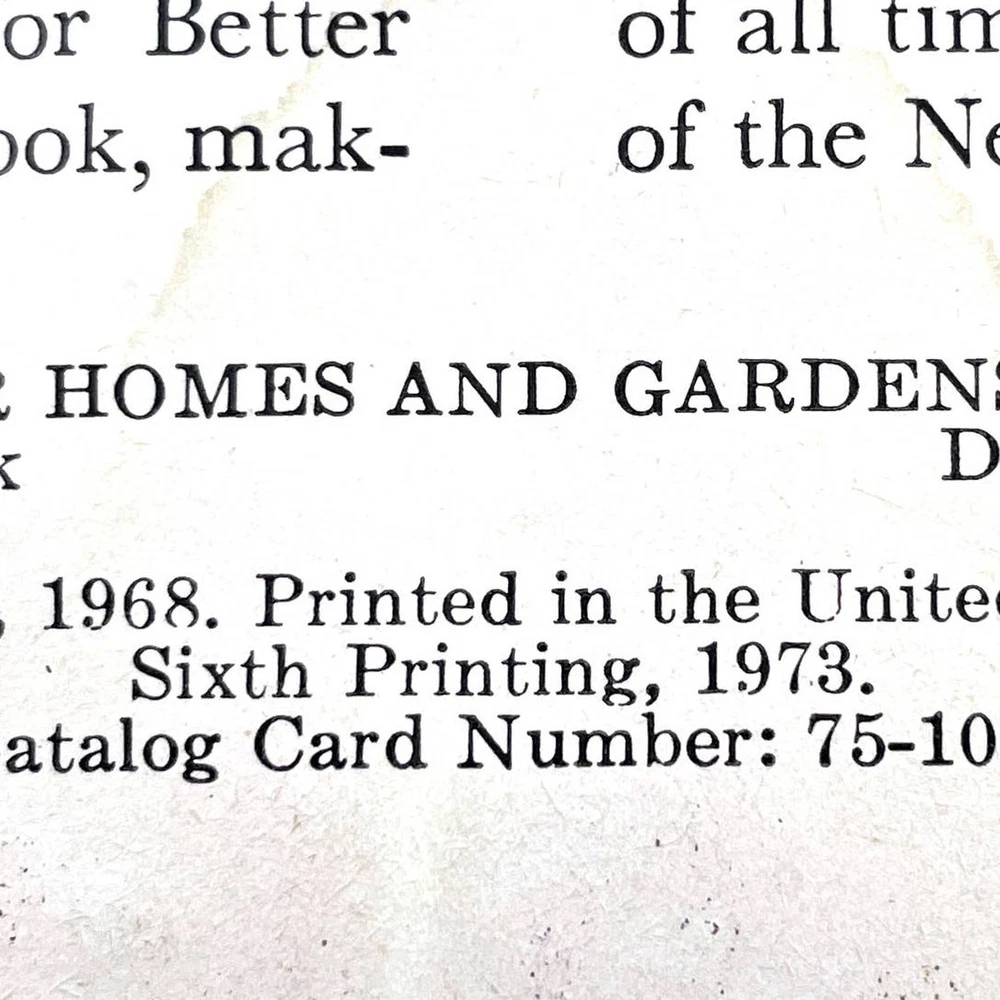 or Better of all tim
ook, mak- of the Ne
R HOMES AND GARDENS
k D
, 1968. Printed in the United
Sixth Printing, 1973.
atalog Card Number: 75-10